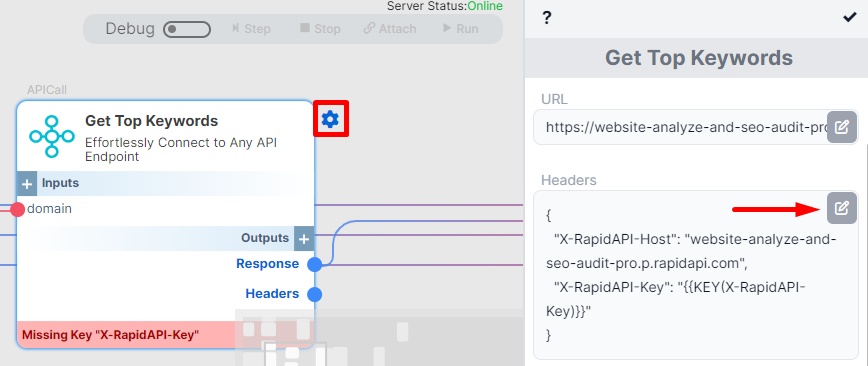 Server Status:Online
Debug
Step
Stop
Attach
Run
APICall
Get Top Keywords
Effortlessly Connect to Any API
Endpoint
+ Inputs
domain
Outputs +
Response
Headers
Missing Key "X-RapidAPI-Key"
?
Get Top Keywords
URL
https://website-analyze-and-seo-audit-pro
Headers
{
"X-RapidAPI-Host": "website-analyze-and-
seo-audit-pro.p.rapidapi.com",
"X-RapidAPI-Key": "{{KEY(X-RapidAPI-
Key)}}"
}